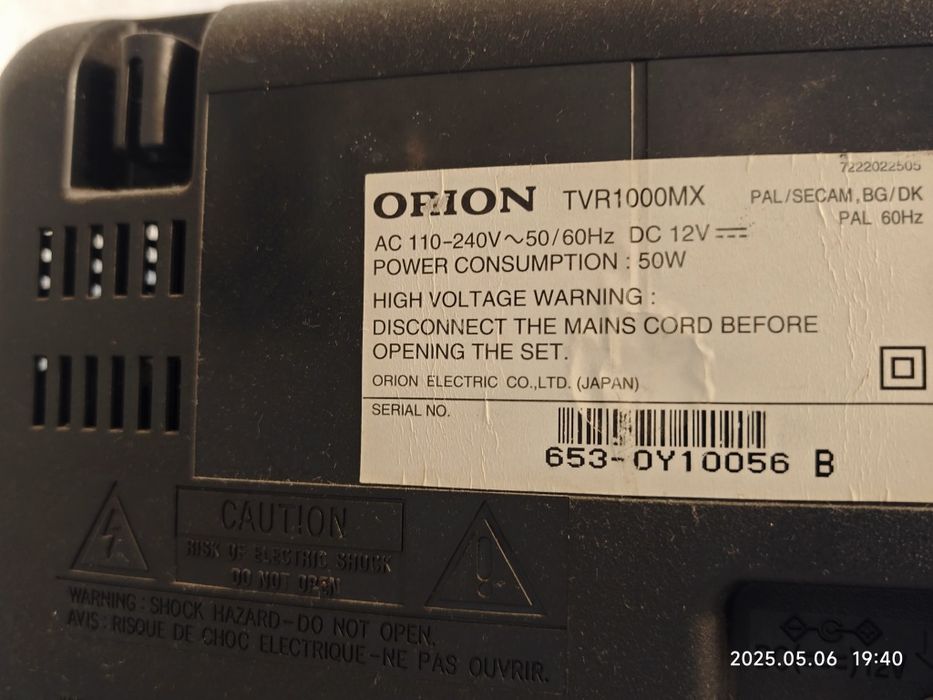 7222022505
ORION TVR1000MX PAL/SECAM,BG/DK
PAL 60Hz
AC 110-240V～50/60Hz DC 12V ⎓
POWER CONSUMPTION : 50W
HIGH VOLTAGE WARNING :
DISCONNECT THE MAINS CORD BEFORE
OPENING THE SET.
ORION ELECTRIC CO.,LTD. (JAPAN)
SERIAL NO.
653-0Y10056 B
CAUTION
RISK OF ELECTRIC SHOCK
DO NOT OPEN
WARNING : SHOCK HAZARD-DO NOT OPEN.
AVIS : RISQUE DE CHOC ELECTRIQUE-NE PAS OUVRIR.
2025.05.06 19:40